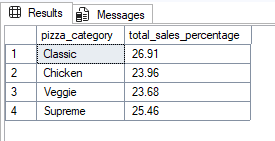 Results Messages
pizza_category total_sales_percentage
1 Classic 26.91
2 Chicken 23.96
3 Veggie 23.68
4 Supreme 25.46